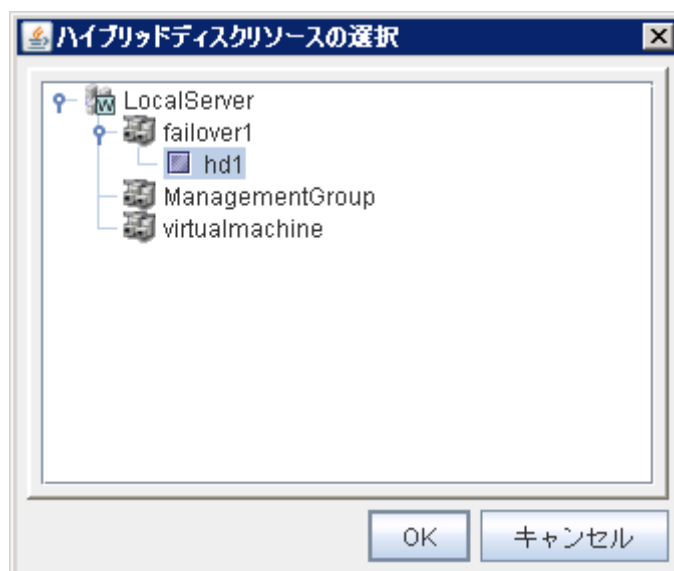 ハイブリッドディスクリソースの選択
LocalServer
failover1
hd1
ManagementGroup
virtualmachine
OK
キャンセル